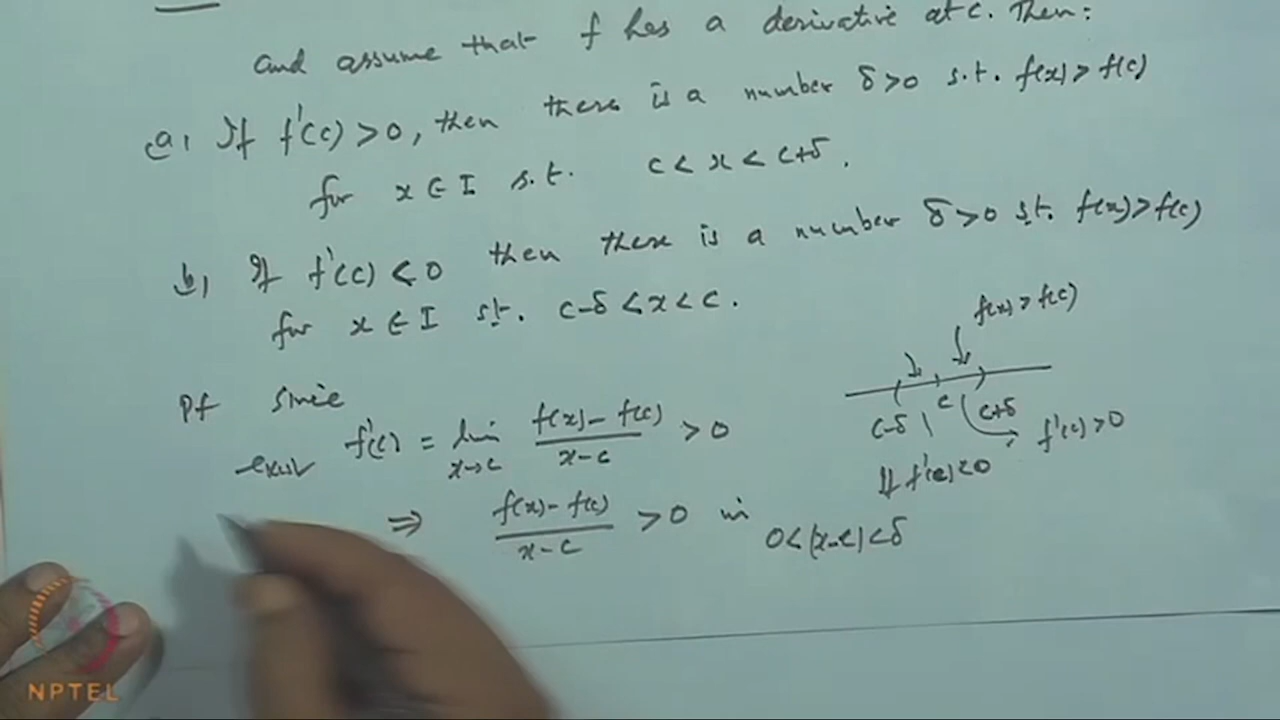 and assume that f has a derivative at c. Then:
(a) If f'(c) > 0, then there is a number δ>0 s.t. f(x) > f(c)
for x ∈ I s.t. c < x < c+δ.
(b) If f'(c) < 0 then there is a number δ>0 s.t. f(x) > f(c)
for x ∈ I s.t. c-δ < x < c.
f(x) > f(c)
c-δ c c+δ
f'(c) > 0
If f'(c) < 0
Pf Since
f'(c) = lim x→c (f(x) - f(c))/(x-c) > 0
exist
⇒ (f(x) - f(c))/(x-c) > 0 in 0<|x-c|<δ
NPTEL